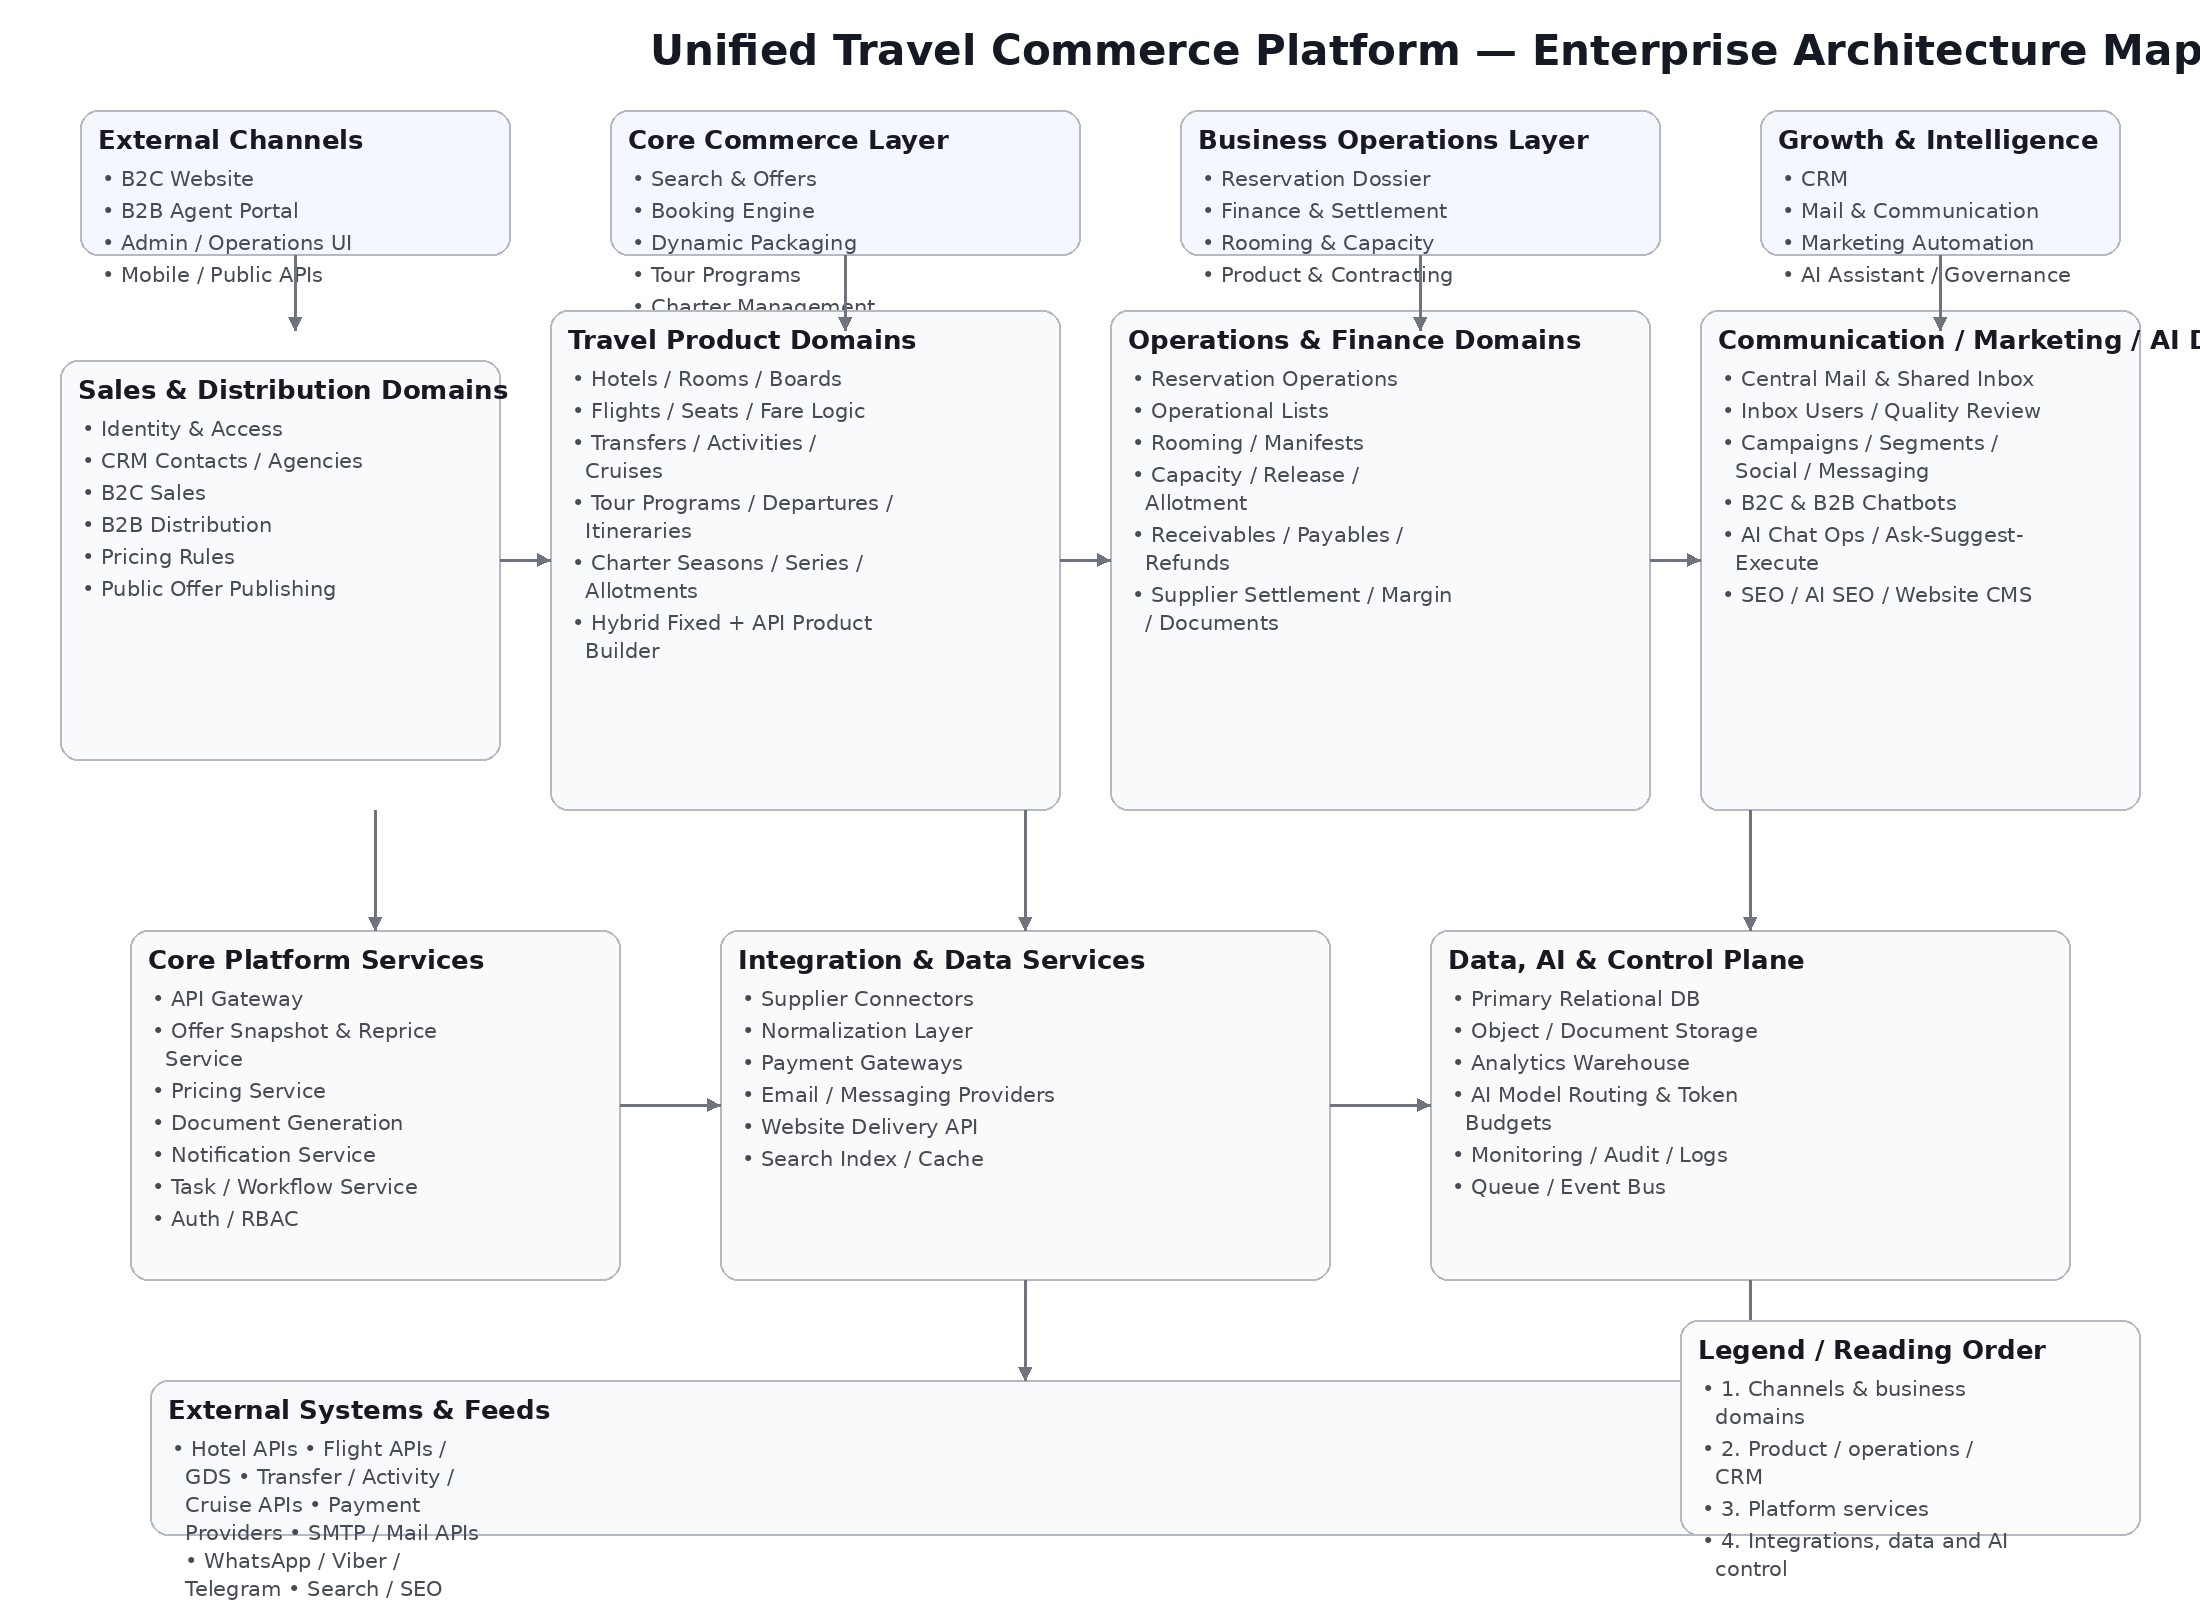 Unified Travel Commerce Platform — Enterprise Architecture Map
External Channels
• B2C Website
• B2B Agent Portal
• Admin / Operations UI
• Mobile / Public APIs
Core Commerce Layer
• Search & Offers
• Booking Engine
• Dynamic Packaging
• Tour Programs
• Charter Management
Business Operations Layer
• Reservation Dossier
• Finance & Settlement
• Rooming & Capacity
• Product & Contracting
Growth & Intelligence
• CRM
• Mail & Communication
• Marketing Automation
• AI Assistant / Governance
Sales & Distribution Domains
• Identity & Access
• CRM Contacts / Agencies
• B2C Sales
• B2B Distribution
• Pricing Rules
• Public Offer Publishing
Travel Product Domains
• Hotels / Rooms / Boards
• Flights / Seats / Fare Logic
• Transfers / Activities /
Cruises
• Tour Programs / Departures /
Itineraries
• Charter Seasons / Series /
Allotments
• Hybrid Fixed + API Product
Builder
Operations & Finance Domains
• Reservation Operations
• Operational Lists
• Rooming / Manifests
• Capacity / Release /
Allotment
• Receivables / Payables /
Refunds
• Supplier Settlement / Margin
/ Documents
Communication / Marketing / AI
• Central Mail & Shared Inbox
• Inbox Users / Quality Review
• Campaigns / Segments /
Social / Messaging
• B2C & B2B Chatbots
• AI Chat Ops / Ask-Suggest-
Execute
• SEO / AI SEO / Website CMS
Core Platform Services
• API Gateway
• Offer Snapshot & Reprice
Service
• Pricing Service
• Document Generation
• Notification Service
• Task / Workflow Service
• Auth / RBAC
Integration & Data Services
• Supplier Connectors
• Normalization Layer
• Payment Gateways
• Email / Messaging Providers
• Website Delivery API
• Search Index / Cache
Data, AI & Control Plane
• Primary Relational DB
• Object / Document Storage
• Analytics Warehouse
• AI Model Routing & Token
Budgets
• Monitoring / Audit / Logs
• Queue / Event Bus
External Systems & Feeds
• Hotel APIs • Flight APIs /
GDS • Transfer / Activity /
Cruise APIs • Payment
Providers • SMTP / Mail APIs
• WhatsApp / Viber /
Telegram • Search / SEO
Legend / Reading Order
• 1. Channels & business
domains
• 2. Product / operations /
CRM
• 3. Platform services
• 4. Integrations, data and AI
control